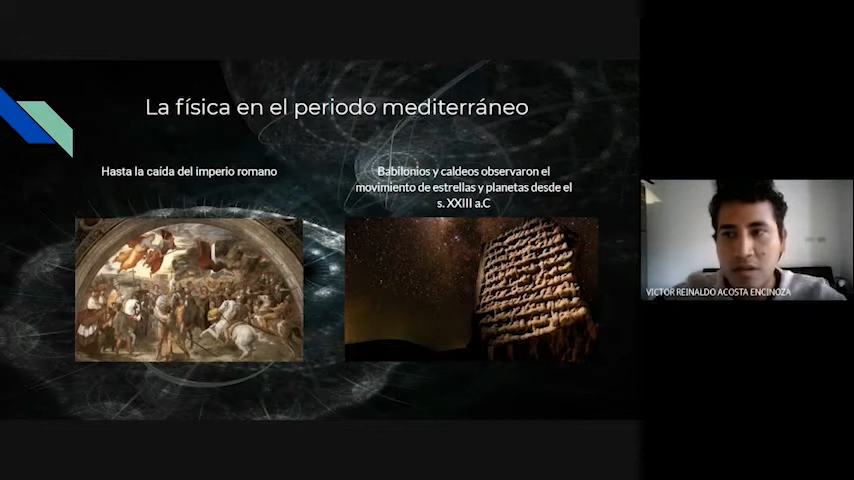 La física en el periodo mediterráneo
Hasta la caída del imperio romano
Babilonios y caldeos observaron el
movimiento de estrellas y planetas desde el
s. XXIII a.C
VICTOR REINALDO ACOSTA ENCINOZA